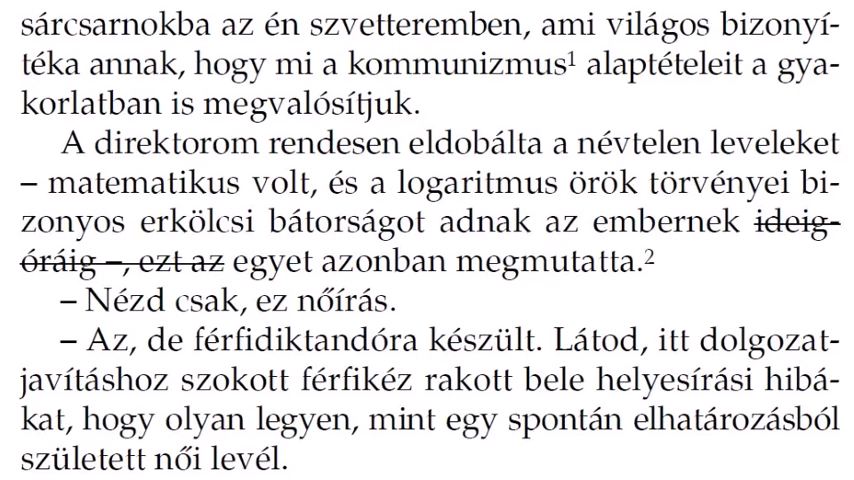 sárcsarnokba az én szvetteremben, ami világos bizonyí-
téka annak, hogy mi a kommunizmus¹ alaptételeit a gya-
korlatban is megvalósítjuk.
A direktorom rendesen eldobálta a névtelen leveleket
– matematikus volt, és a logaritmus örök törvényei bi-
zonyos erkölcsi bátorságot adnak az embernek ideig-
óráig –, ezt az egyet azonban megmutatta.²
– Nézd csak, ez nőírás.
– Az, de férfidiktandóra készült. Látod, itt dolgozat-
javításhoz szokott férfikéz rakott bele helyesírási hibá-
kat, hogy olyan legyen, mint egy spontán elhatározásból
született női levél.